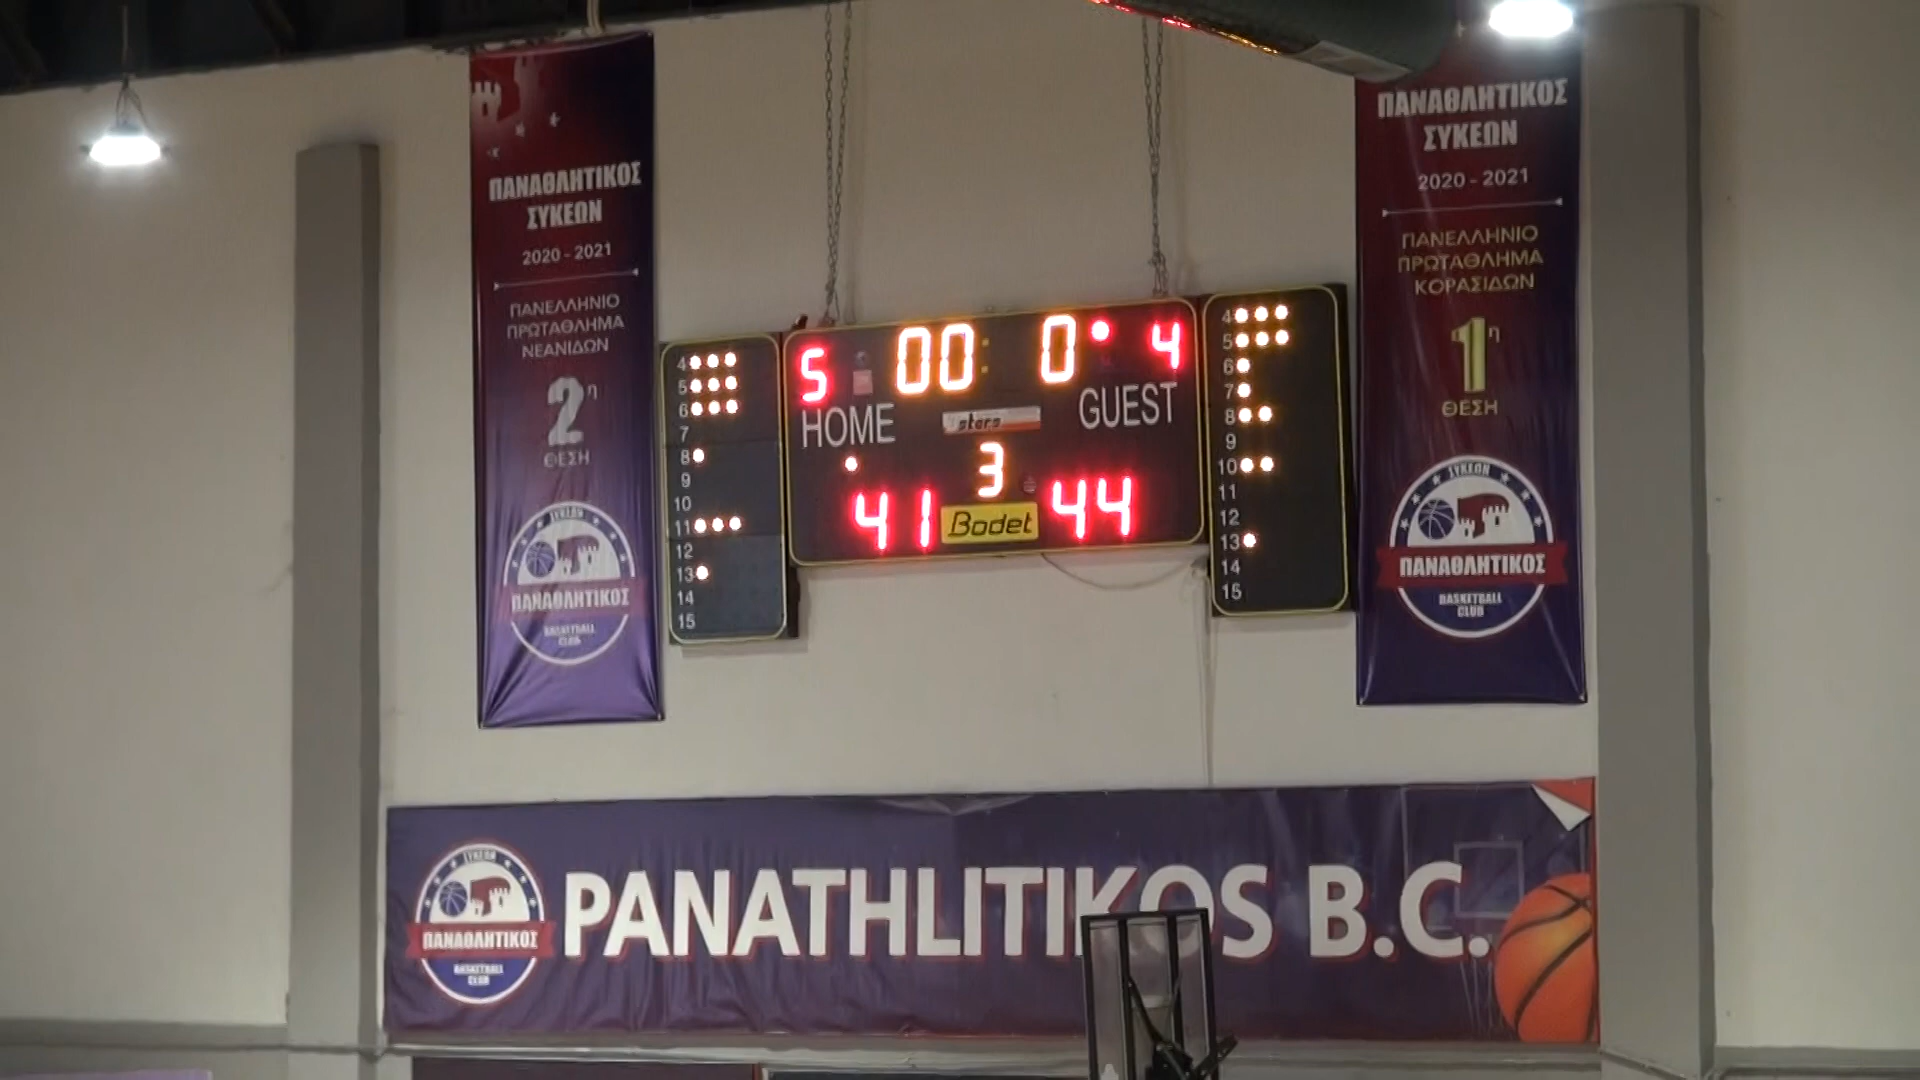 ΠΑΝΑΘΛΗΤΙΚΟΣ
ΣΥΚΕΩΝ
2020 - 2021
ΠΑΝΕΛΛΗΝΙΟ
ΠΡΩΤΑΘΛΗΜΑ
ΝΕΑΝΙΔΩΝ
2η
ΘΕΣΗ
ΣΥΚΕΩΝ
ΠΑΝΑΘΛΗΤΙΚΟΣ
BASKETBALL
CLUB
4
5
6
7
8
9
10
11
12
13
14
15
5 00: 0 4
HOME GUEST
stars
3
41 Bodet 44
4
5
6
7
8
9
10
11
12
13
14
15
ΠΑΝΑΘΛΗΤΙΚΟΣ
ΣΥΚΕΩΝ
2020 - 2021
ΠΑΝΕΛΛΗΝΙΟ
ΠΡΩΤΑΘΛΗΜΑ
ΚΟΡΑΣΙΔΩΝ
1η
ΘΕΣΗ
ΣΥΚΕΩΝ
ΠΑΝΑΘΛΗΤΙΚΟΣ
BASKETBALL
CLUB
ΣΥΚΕΩΝ
ΠΑΝΑΘΛΗΤΙΚΟΣ
BASKETBALL
CLUB
PANATHLITIKOS B.C.